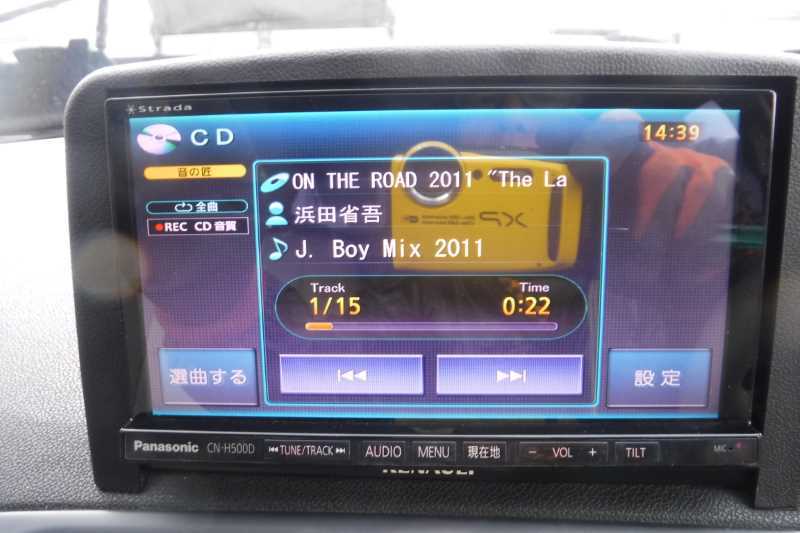 Strada
CD
14:39
音の匠
全曲
REC CD音質
ON THE ROAD 2011 "The La
浜田省吾
J. Boy Mix 2011
Track
Time
1/15
0:22
選曲する
設定
Panasonic CN-H500D TUNE/TRACK AUDIO MENU 現在地 − VOL + TILT MIC
RENAULT